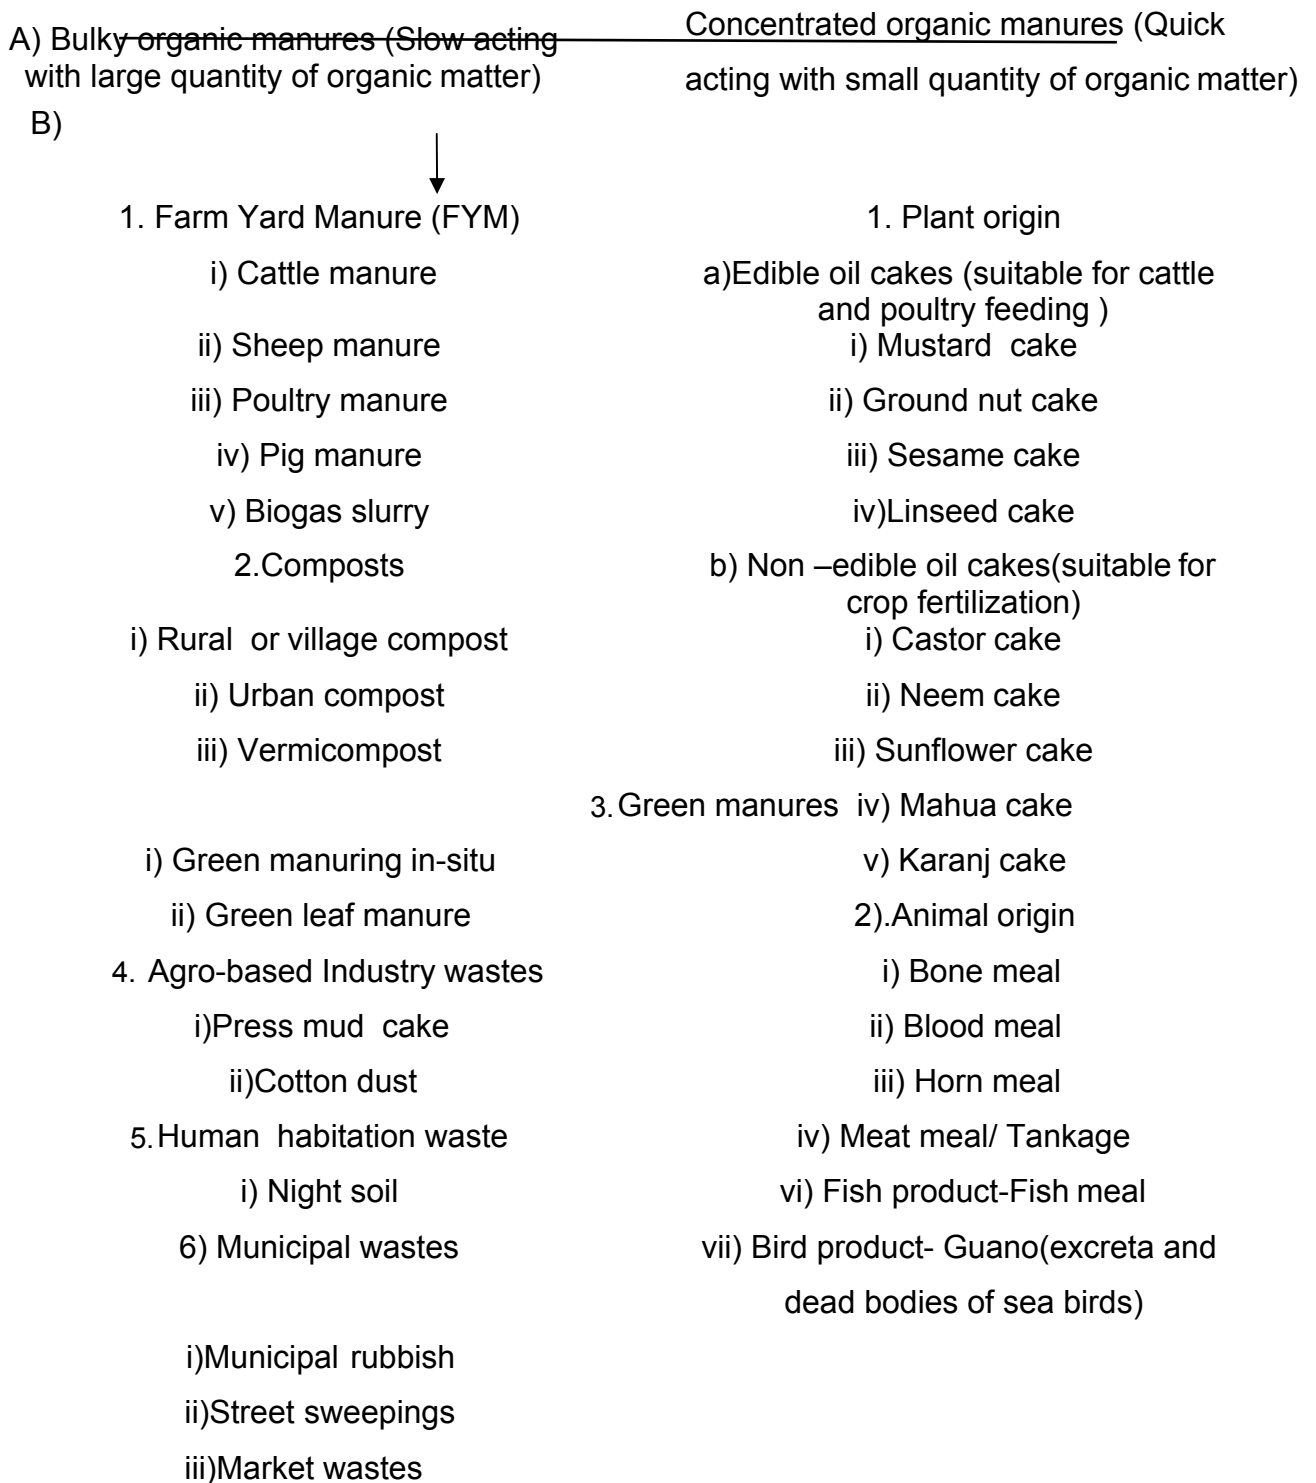 A) Bulky organic manures (Slow acting
with large quantity of organic matter)
B)
Concentrated organic manures (Quick
acting with small quantity of organic matter)
1. Farm Yard Manure (FYM)
i) Cattle manure
ii) Sheep manure
iii) Poultry manure
iv) Pig manure
v) Biogas slurry
2.Composts
i) Rural or village compost
ii) Urban compost
iii) Vermicompost
3.Green manures
i) Green manuring in-situ
ii) Green leaf manure
4. Agro-based Industry wastes
i)Press mud cake
ii)Cotton dust
5.Human habitation waste
i) Night soil
6) Municipal wastes
i)Municipal rubbish
ii)Street sweepings
iii)Market wastes
1. Plant origin
a)Edible oil cakes (suitable for cattle
and poultry feeding )
i) Mustard cake
ii) Ground nut cake
iii) Sesame cake
iv)Linseed cake
b) Non –edible oil cakes(suitable for
crop fertilization)
i) Castor cake
ii) Neem cake
iii) Sunflower cake
iv) Mahua cake
v) Karanj cake
2).Animal origin
i) Bone meal
ii) Blood meal
iii) Horn meal
iv) Meat meal/ Tankage
vi) Fish product-Fish meal
vii) Bird product- Guano(excreta and
dead bodies of sea birds)